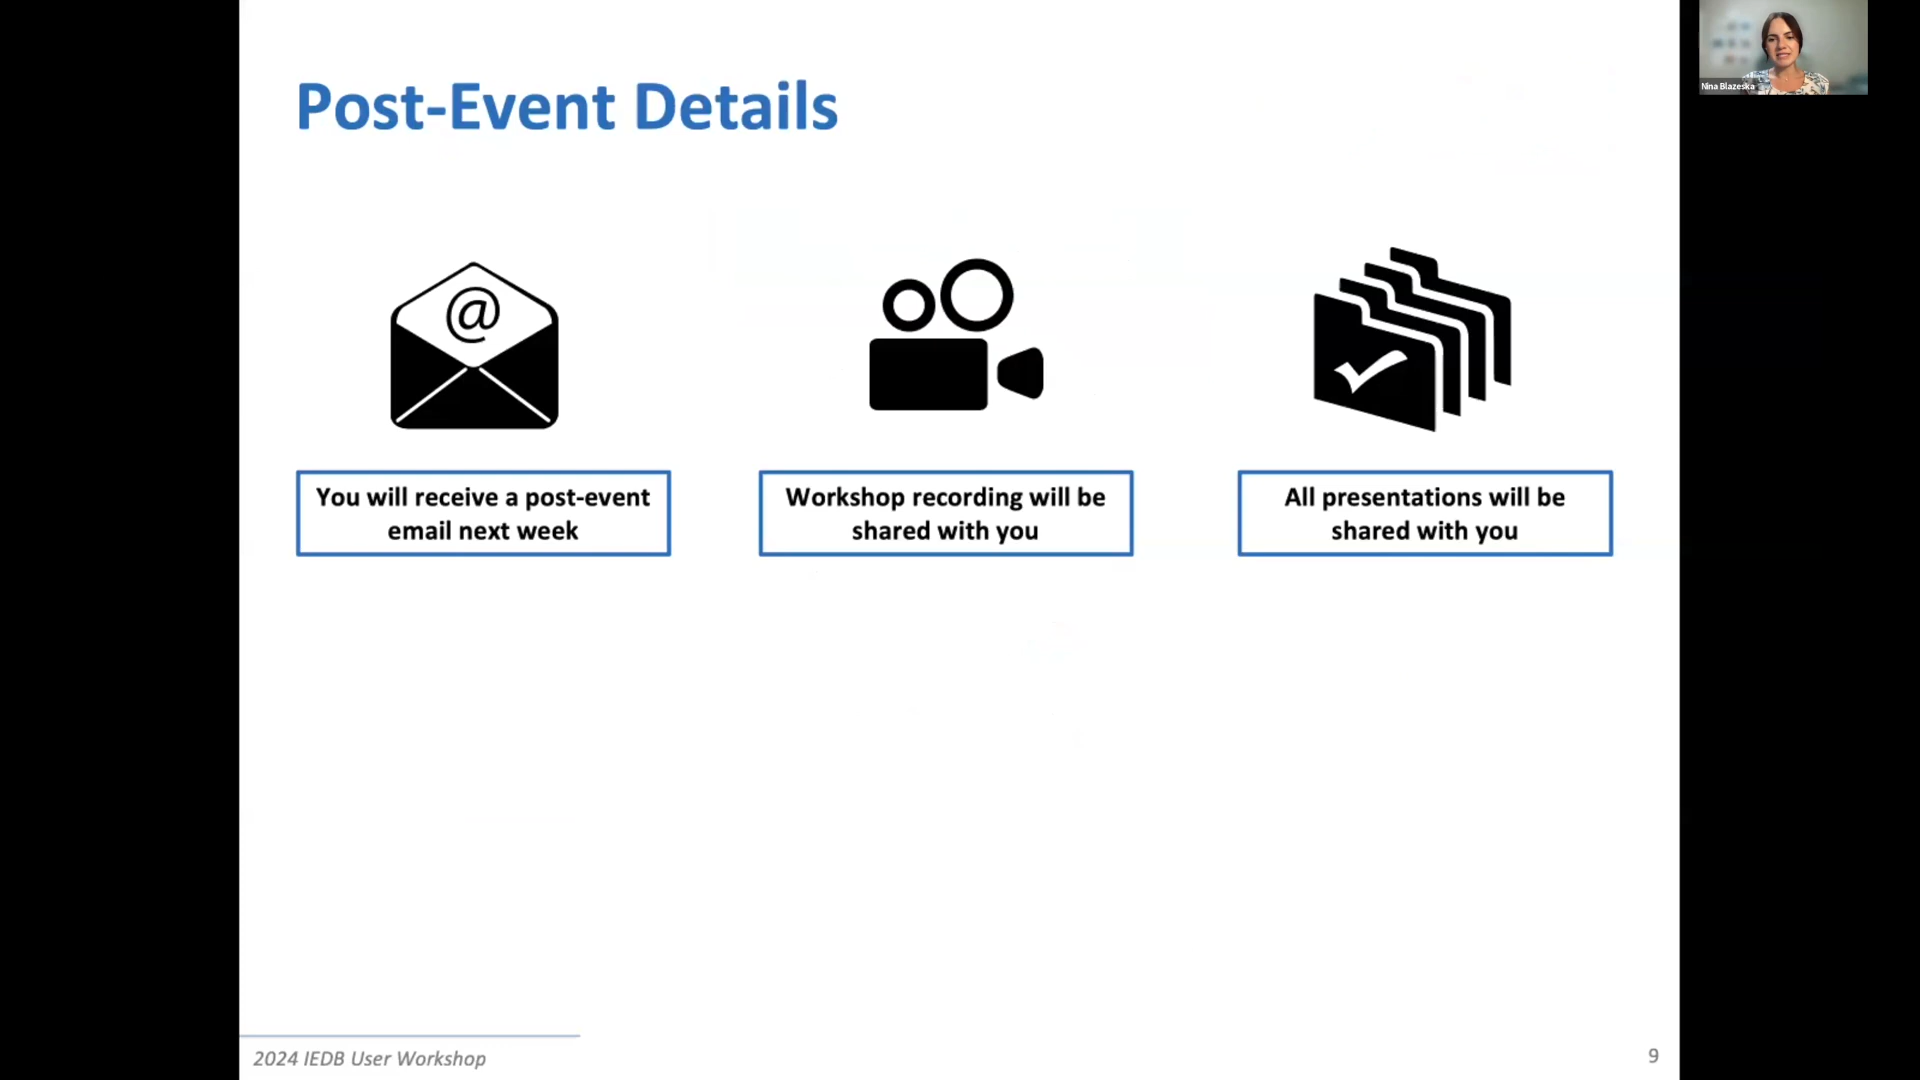 Post-Event Details
Nina Blazeska
@
You will receive a post-event
email next week
Workshop recording will be
shared with you
All presentations will be
shared with you
2024 IEDB User Workshop
9